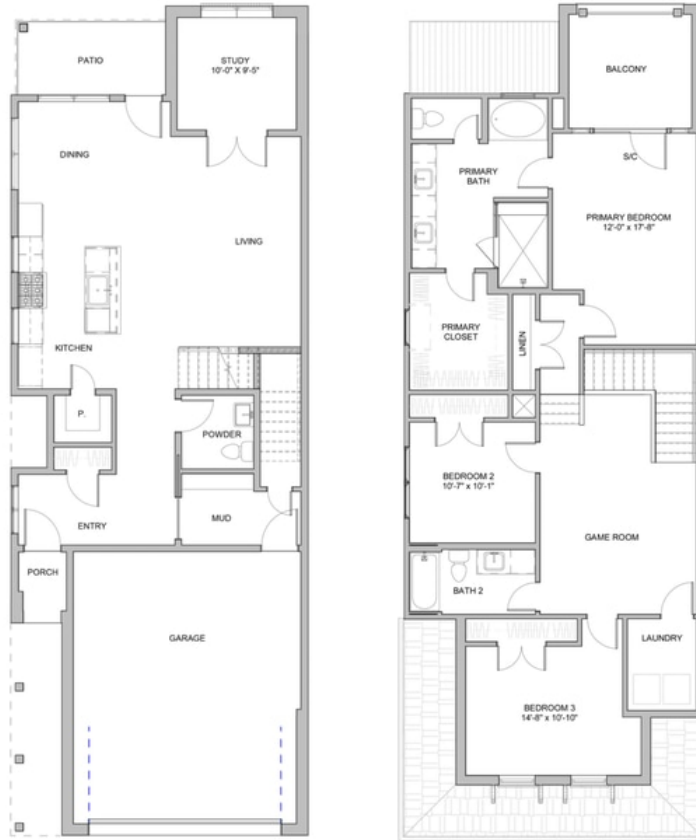 PATIO
STUDY
10'-0" X 9'-5"
DINING
LIVING
KITCHEN
P.
POWDER
ENTRY
MUD
PORCH
GARAGE
BALCONY
S/C
PRIMARY
BATH
PRIMARY BEDROOM
12'-0" x 17'-8"
PRIMARY
CLOSET
LINEN
BEDROOM 2
10'-7" x 10'-1"
GAME ROOM
BATH 2
LAUNDRY
BEDROOM 3
14'-8" x 10'-10"